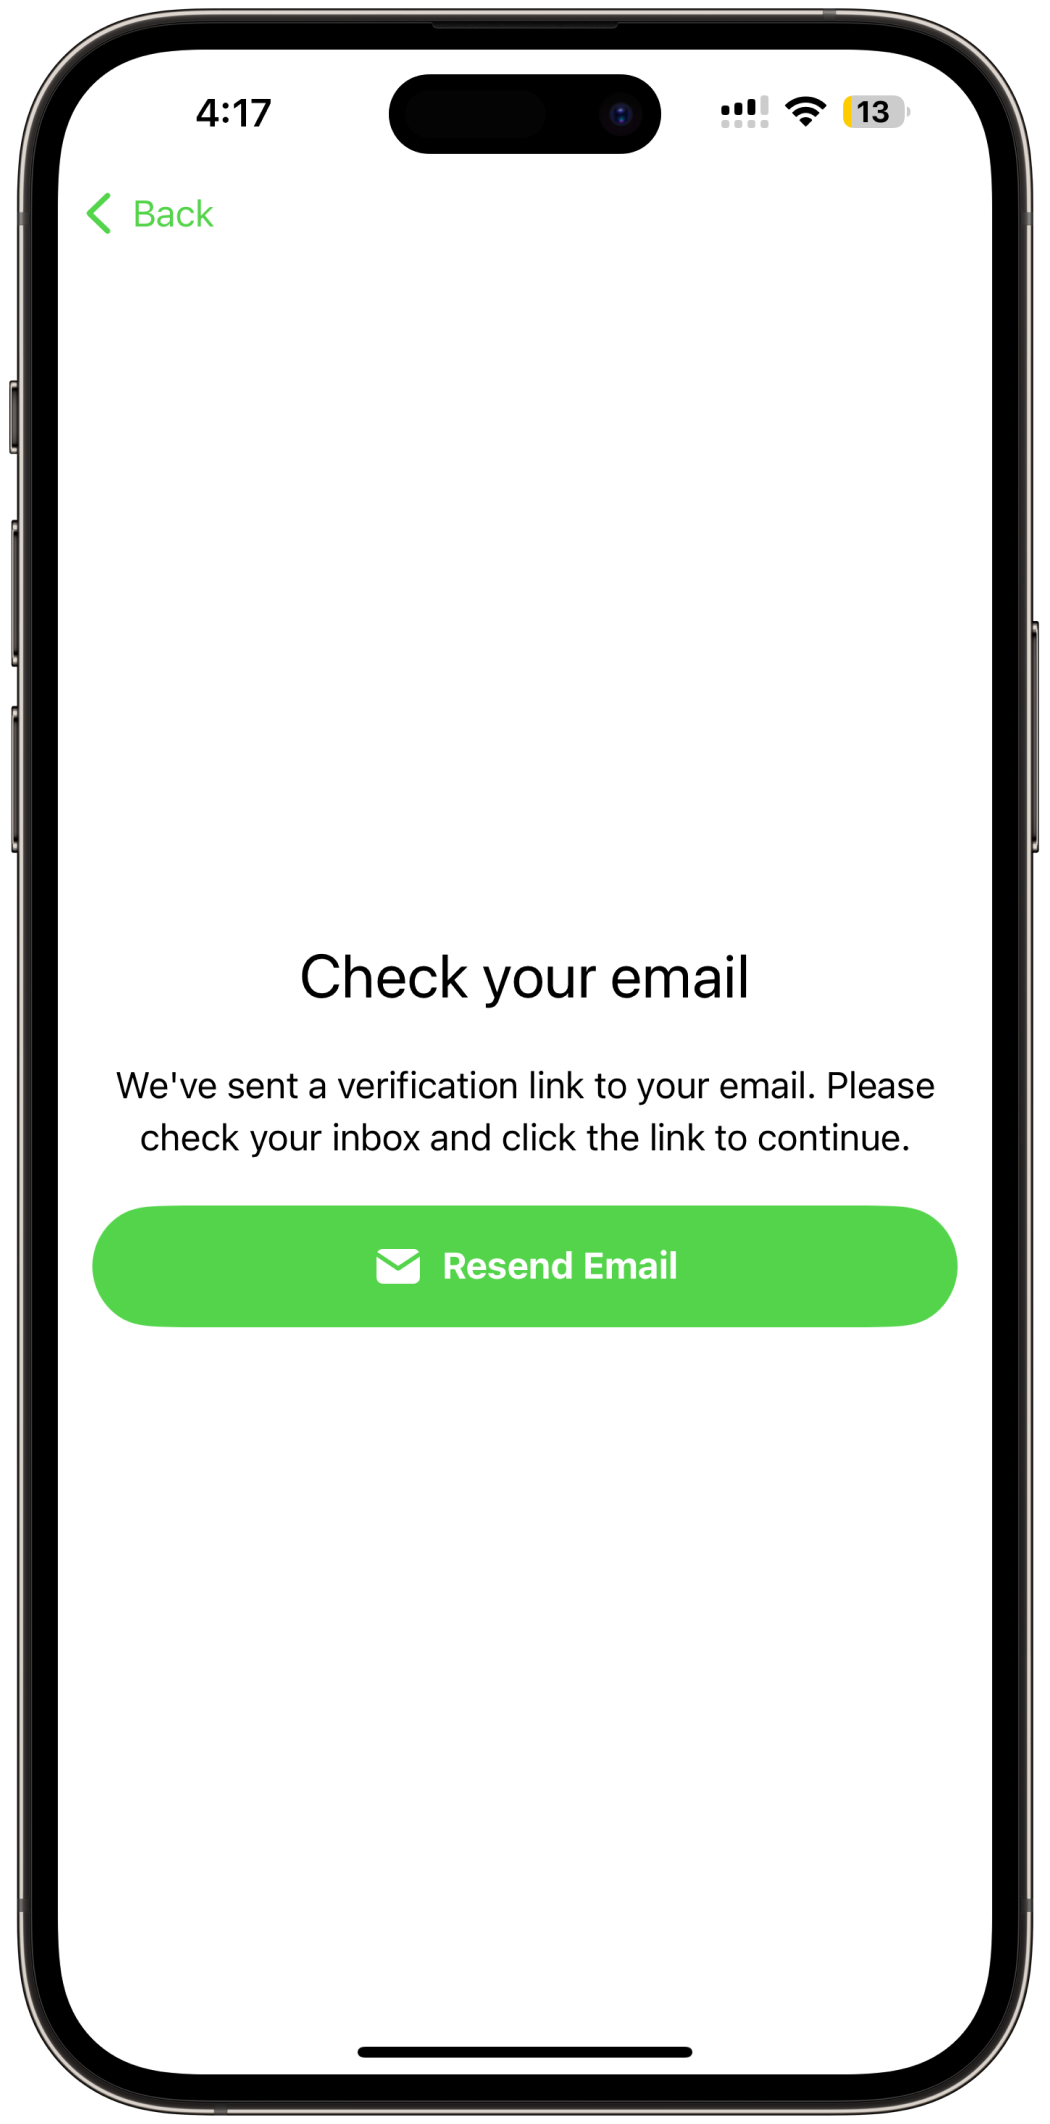 4:17
13
Back
Check your email
We've sent a verification link to your email. Please
check your inbox and click the link to continue.
Resend Email